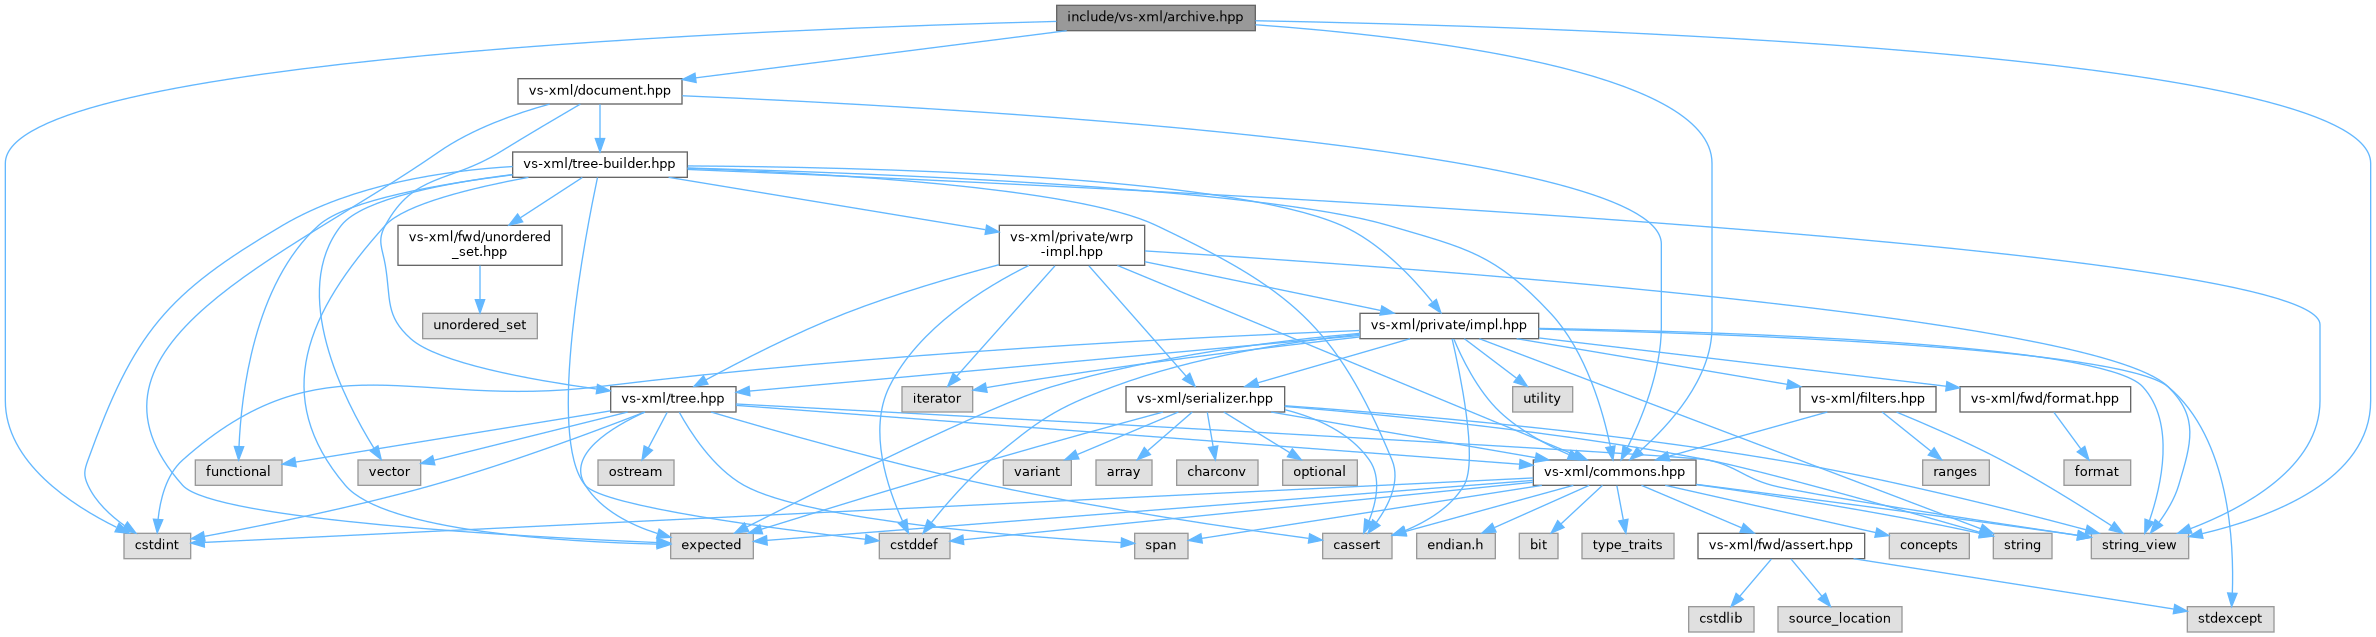 include/vs-xml/archive.hpp
vs-xml/document.hpp
vs-xml/tree-builder.hpp
vs-xml/fwd/unordered
_set.hpp
vs-xml/private/wrp
-impl.hpp
unordered_set
vs-xml/private/impl.hpp
vs-xml/tree.hpp
iterator
vs-xml/serializer.hpp
utility
vs-xml/filters.hpp
vs-xml/fwd/format.hpp
functional
vector
ostream
variant
array
charconv
optional
vs-xml/commons.hpp
ranges
format
cstdint
expected
cstddef
span
cassert
endian.h
bit
type_traits
vs-xml/fwd/assert.hpp
concepts
string
string_view
cstdlib
source_location
stdexcept